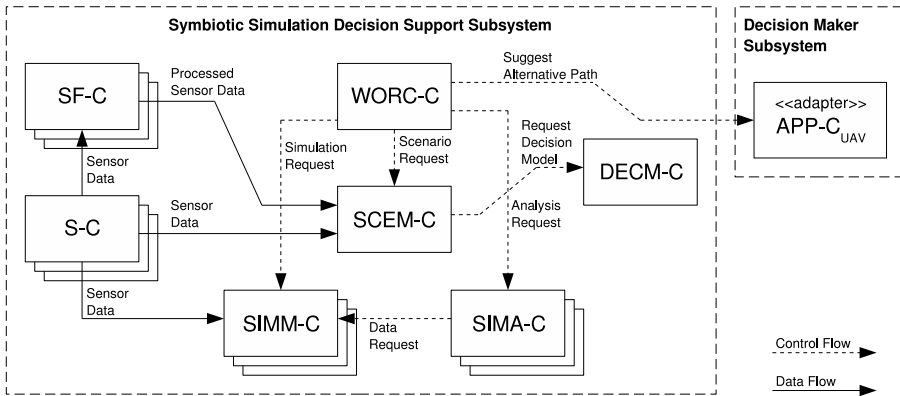 Symbiotic Simulation Decision Support Subsystem
Decision Maker
Subsystem
SF-C
Processed
Sensor Data
WORC-C
Suggest
Alternative Path
<<adapter>>
APP-CUAV
Sensor
Data
Simulation
Request
Scenario
Request
Request
Decision
Model
DECM-C
S-C
Sensor
Data
SCEM-C
Analysis
Request
Sensor
Data
SIMM-C
Data
Request
SIMA-C
Control Flow
Data Flow